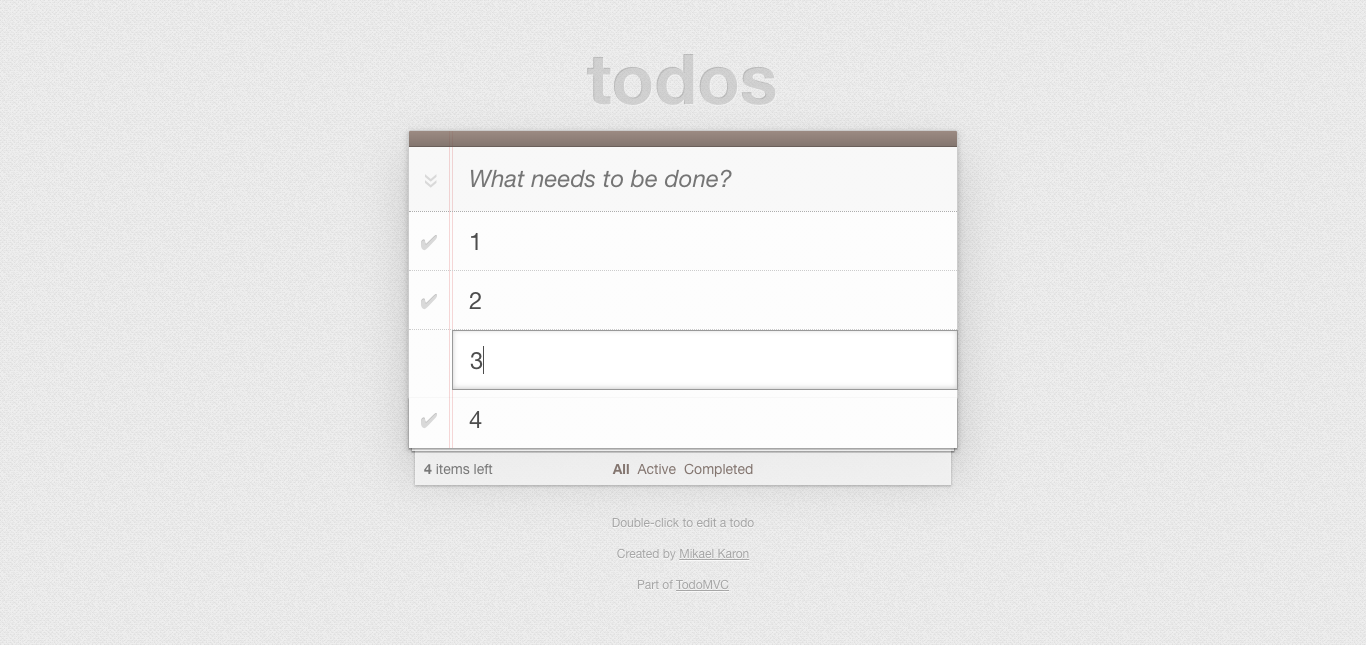 todos
What needs to be done?
1
2
3
4
4 items left All Active Completed
Double-click to edit a todo
Created by Mikael Karon
Part of TodoMVC